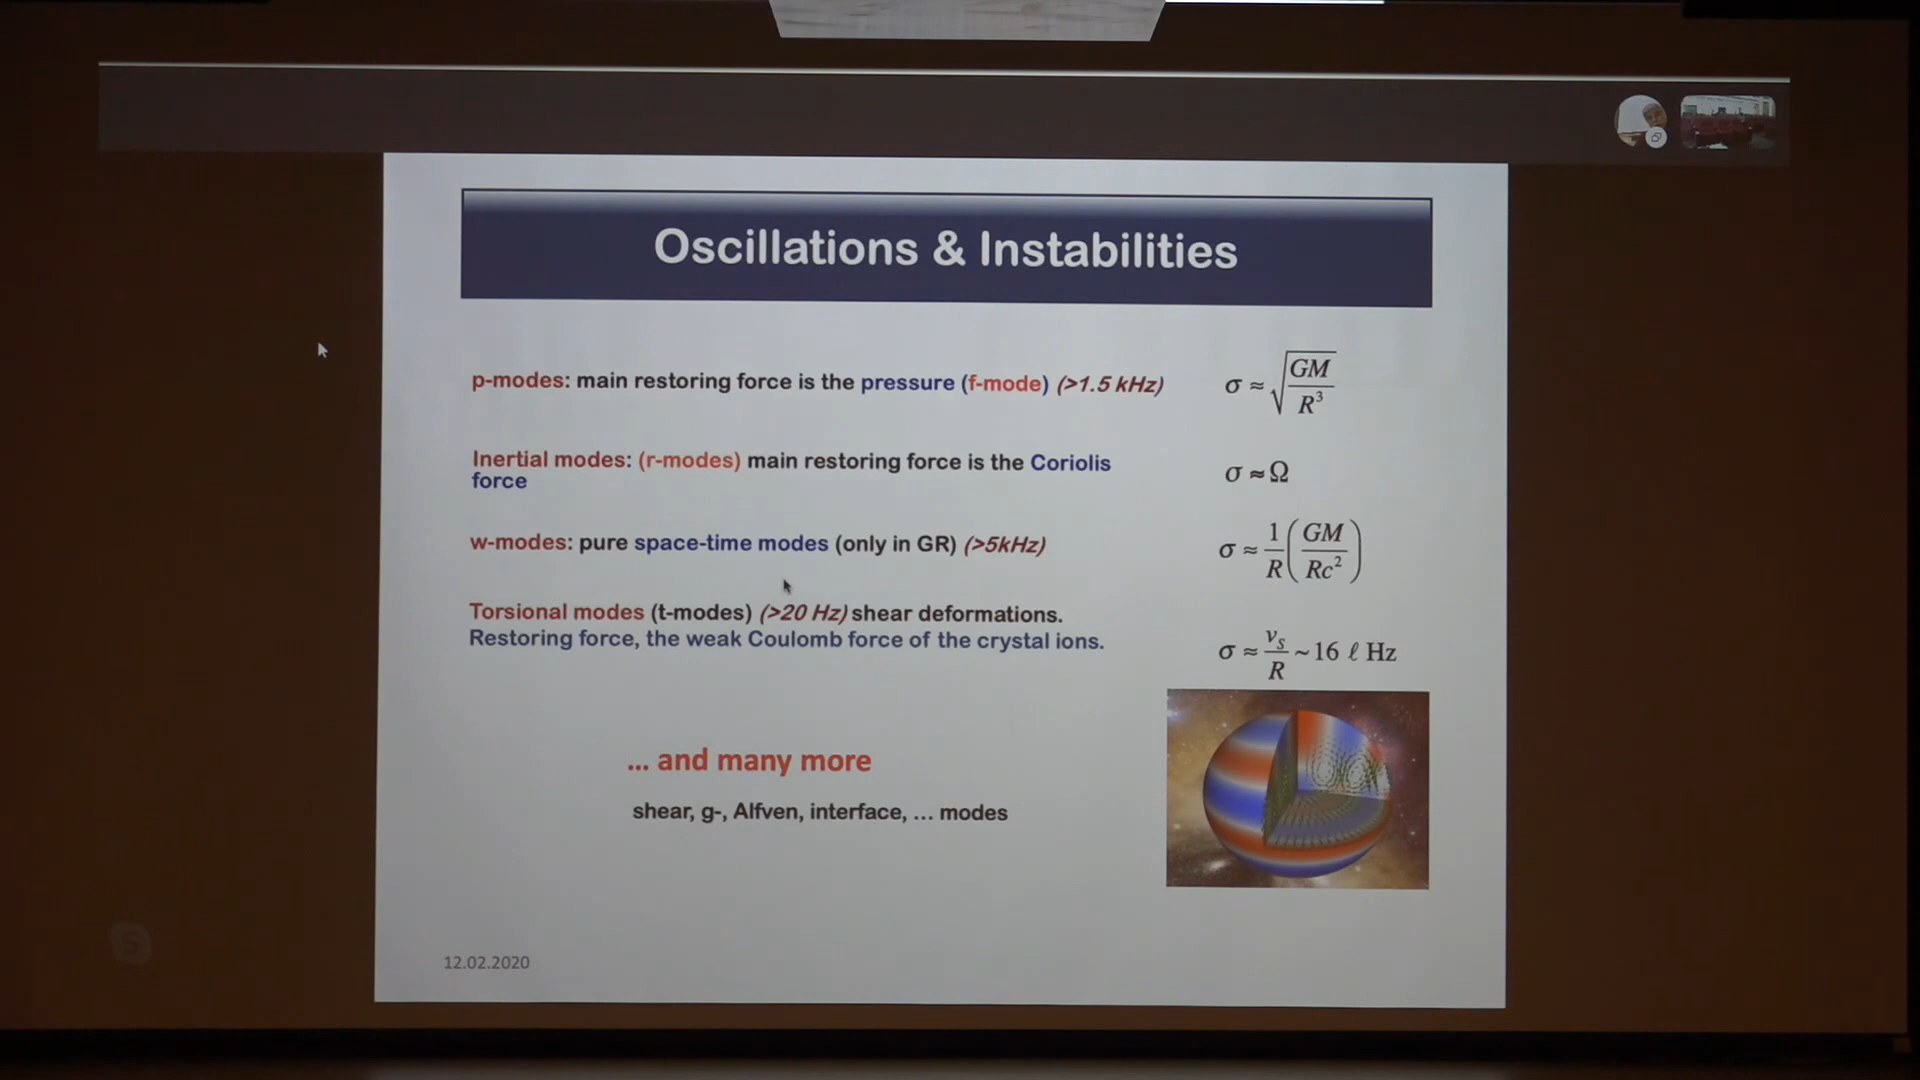 Oscillations & Instabilities
p-modes: main restoring force is the pressure (f-mode) (>1.5 kHz)
σ ≈ √(GM/R³)
Inertial modes: (r-modes) main restoring force is the Coriolis
force
σ ≈ Ω
w-modes: pure space-time modes (only in GR) (>5kHz)
σ ≈ 1/R (GM/Rc²)
Torsional modes (t-modes) (>20 Hz) shear deformations.
Restoring force, the weak Coulomb force of the crystal ions.
σ ≈ v_S/R ~ 16 ℓ Hz
... and many more
shear, g-, Alfven, interface, ... modes
12.02.2020